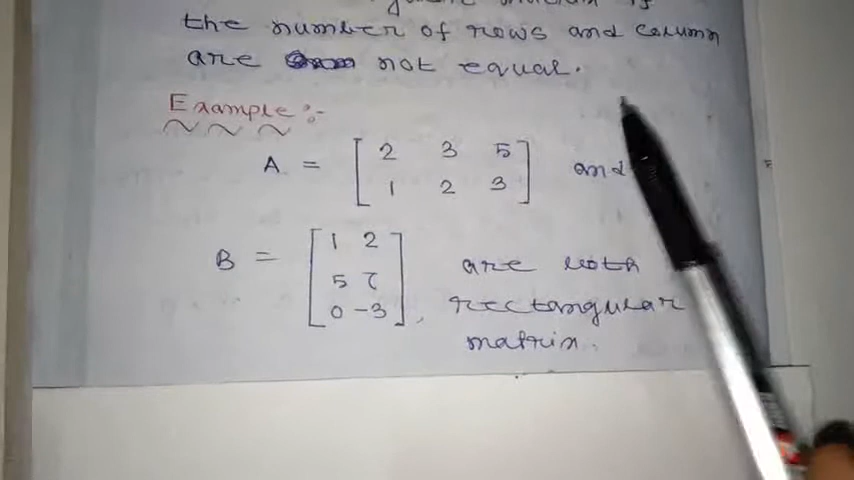 the number of rows and column
are not equal.
Example:-
A = [ 2 3 5
1 2 3 ] and
B = [ 1 2
5 7
0 -3 ], are both
rectangular
matrix.